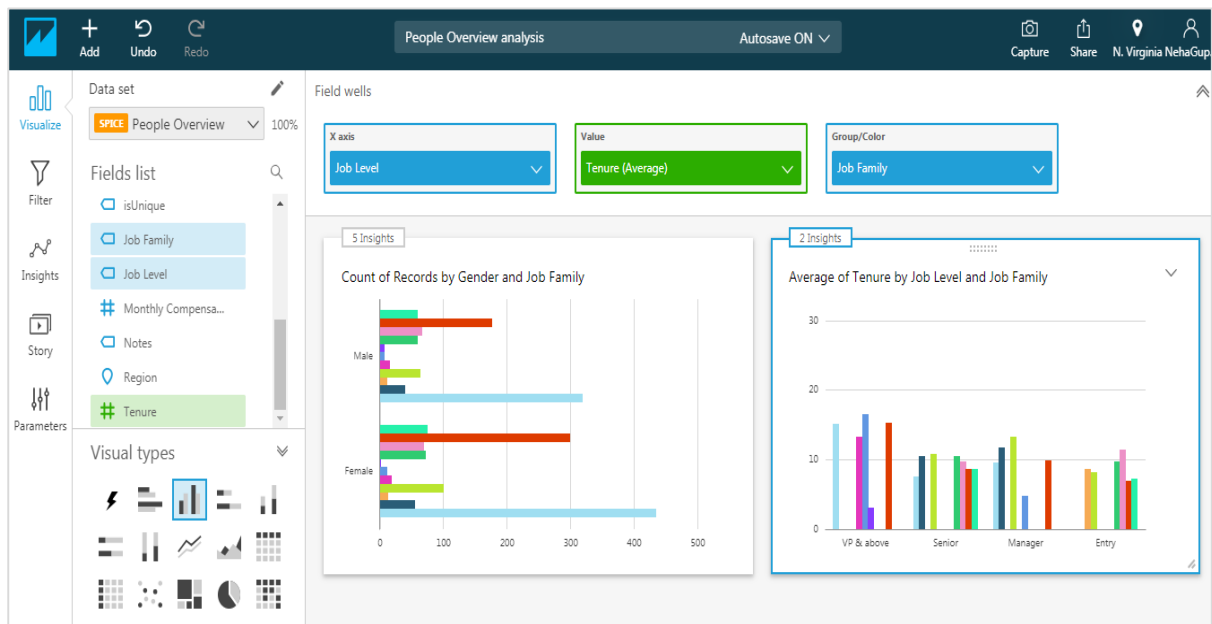 Add
Undo
Redo
People Overview analysis
Autosave ON
Capture
Share
N. Virginia
NehaGup
Visualize
Filter
Insights
Story
Parameters
Data set
SPICE People Overview
100%
Fields list
isUnique
Job Family
Job Level
Monthly Compensa...
Notes
Region
Tenure
Visual types
Field wells
X axis
Job Level
Value
Tenure (Average)
Group/Color
Job Family
5 Insights
Count of Records by Gender and Job Family
Male
Female
0 100 200 300 400 500
2 Insights
Average of Tenure by Job Level and Job Family
30
20
10
0
VP & above Senior Manager Entry